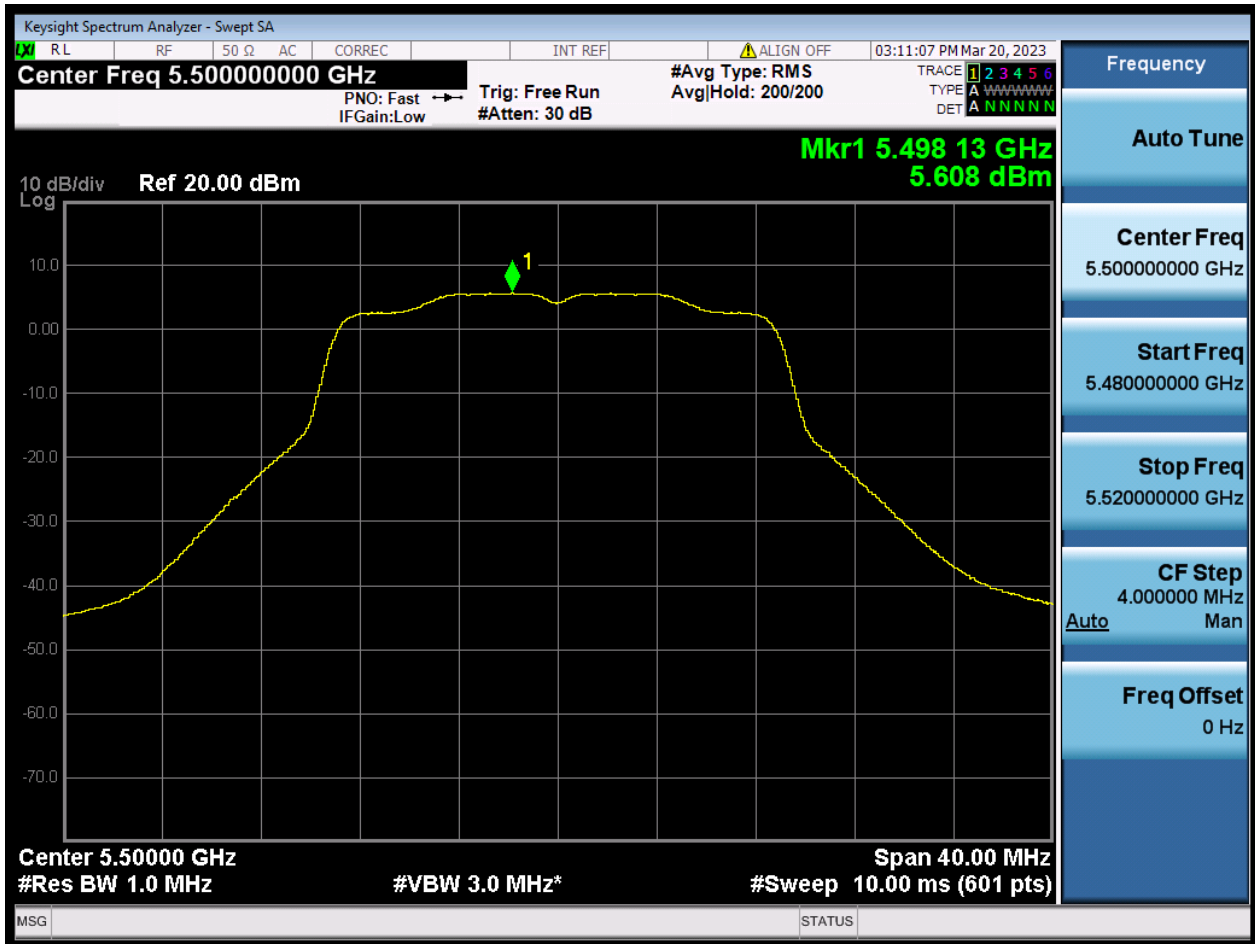 Keysight Spectrum Analyzer - Swept SA
LXI RL RF 50 Ω AC CORREC INT REF ALIGN OFF 03:11:07 PM Mar 20, 2023
Center Freq 5.500000000 GHz
PNO: Fast
IFGain:Low
Trig: Free Run
#Atten: 30 dB
#Avg Type: RMS
Avg|Hold: 200/200
TRACE 1 2 3 4 5 6
TYPE A WWWWW
DET A N N N N N
Mkr1 5.498 13 GHz
5.608 dBm
10 dB/div Ref 20.00 dBm
Log
1
10.0
0.00
-10.0
-20.0
-30.0
-40.0
-50.0
-60.0
-70.0
Center 5.50000 GHz Span 40.00 MHz
#Res BW 1.0 MHz #VBW 3.0 MHz* #Sweep 10.00 ms (601 pts)
MSG STATUS
Frequency
Auto Tune
Center Freq
5.500000000 GHz
Start Freq
5.480000000 GHz
Stop Freq
5.520000000 GHz
CF Step
4.000000 MHz
Auto Man
Freq Offset
0 Hz